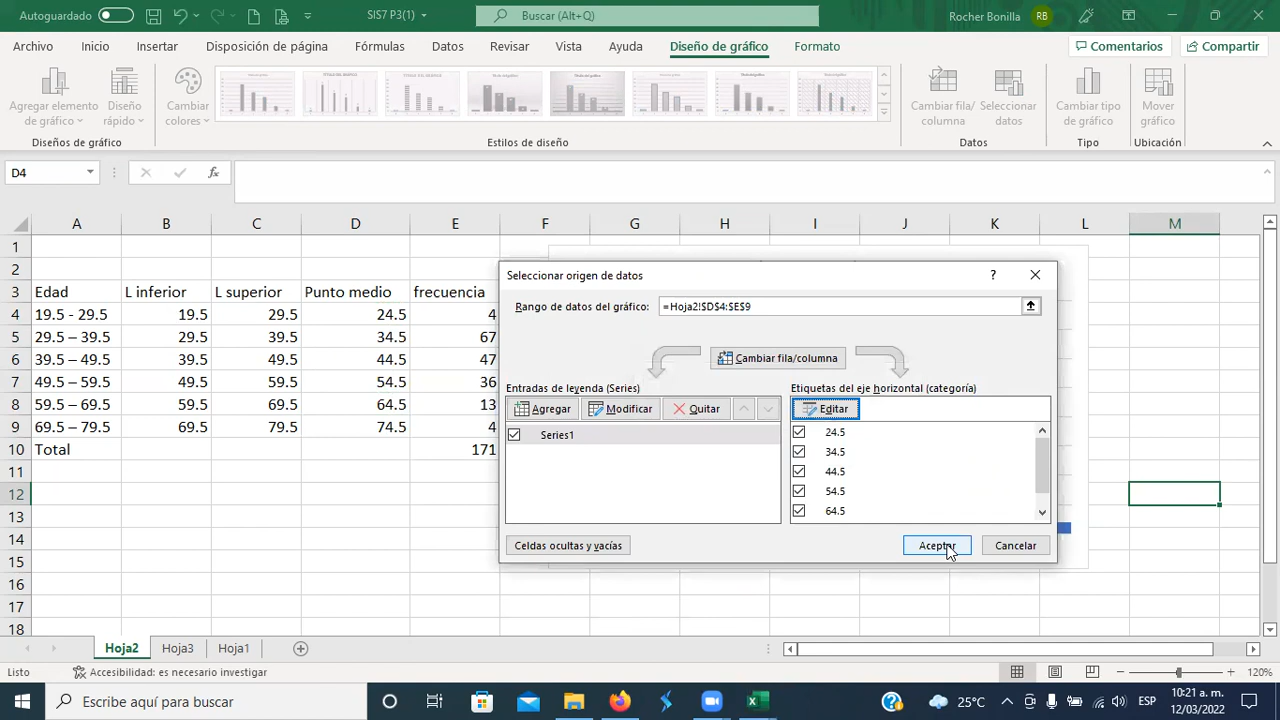 Autoguardado
SIS7 P3(1)
Buscar (Alt+Q)
Rocher Bonilla
RB
Archivo Inicio Insertar Disposición de página Fórmulas Datos Revisar Vista Ayuda Diseño de gráfico Formato
Comentarios
Compartir
Agregar elemento de gráfico
Diseño rápido
Cambiar colores
Cambiar fila/columna
Seleccionar datos
Cambiar tipo de gráfico
Mover gráfico
Diseños de gráfico
Estilos de diseño
Datos
Tipo
Ubicación
D4
fx
A B C D E F G H I J K L M
1
2
3 Edad L inferior L superior Punto medio frecuencia
4 19.5 - 29.5 19.5 29.5 24.5 4
5 29.5 – 39.5 29.5 39.5 34.5 67
6 39.5 – 49.5 39.5 49.5 44.5 47
7 49.5 – 59.5 49.5 59.5 54.5 36
8 59.5 – 69.5 59.5 69.5 64.5 13
9 69.5 – 79.5 69.5 79.5 74.5 4
10 Total 171
11
12
13
14
15
16
17
18
Seleccionar origen de datos
?
Rango de datos del gráfico:
=Hoja2!$D$4:$E$9
Cambiar fila/columna
Entradas de leyenda (Series)
Etiquetas del eje horizontal (categoría)
Agregar
Modificar
Quitar
Editar
Series1
24.5
34.5
44.5
54.5
64.5
Celdas ocultas y vacías
Aceptar
Cancelar
Hoja2 Hoja3 Hoja1
Listo
Accesibilidad: es necesario investigar
120%
Escribe aquí para buscar
25°C
ESP
10:21 a. m.
12/03/2022